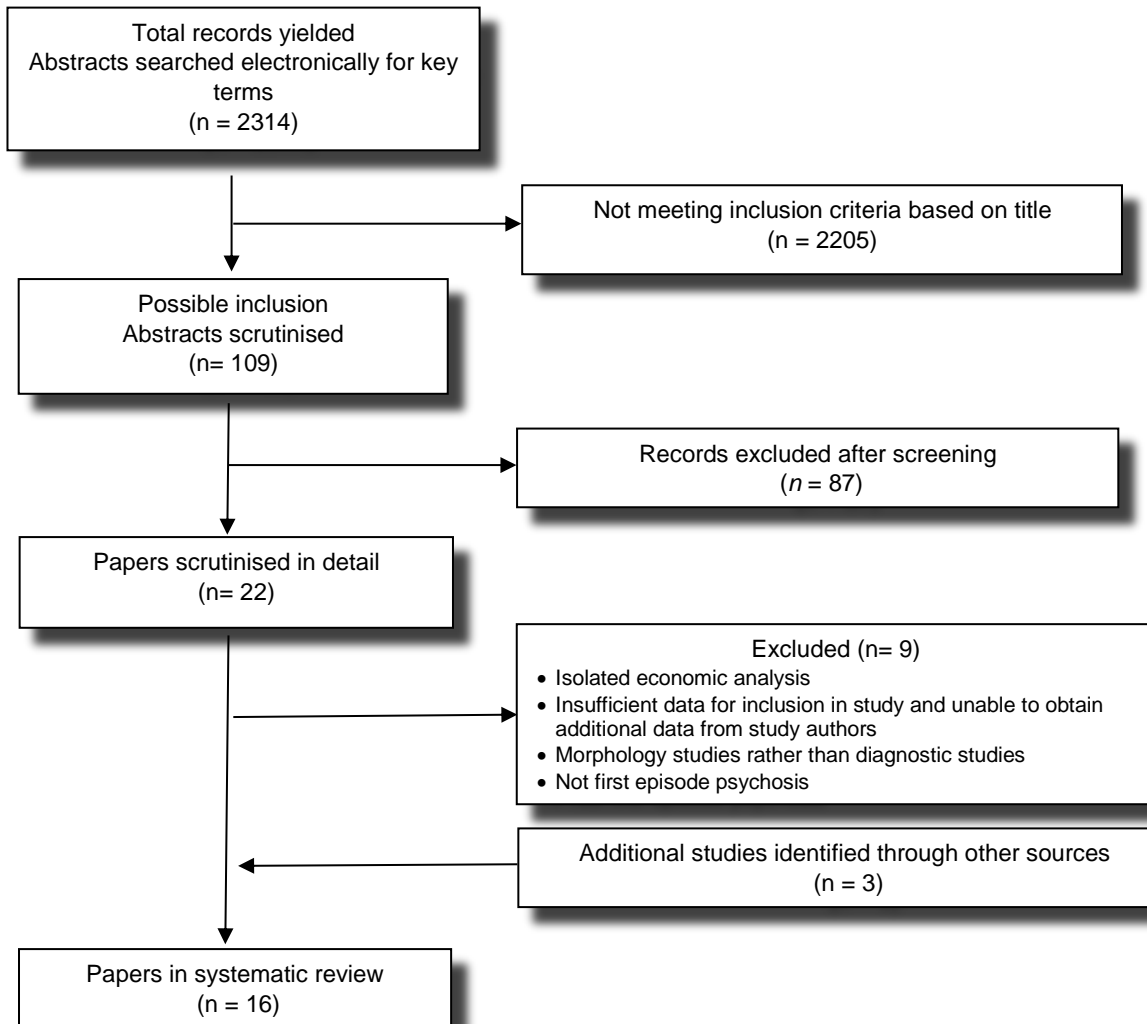 Total records yielded
Abstracts searched electronically for key
terms
(n = 2314)
Not meeting inclusion criteria based on title
(n = 2205)
Possible inclusion
Abstracts scrutinised
(n= 109)
Records excluded after screening
(n = 87)
Papers scrutinised in detail
(n= 22)
Excluded (n= 9)
• Isolated economic analysis
• Insufficient data for inclusion in study and unable to obtain
additional data from study authors
• Morphology studies rather than diagnostic studies
• Not first episode psychosis
Additional studies identified through other sources
(n = 3)
Papers in systematic review
(n = 16)